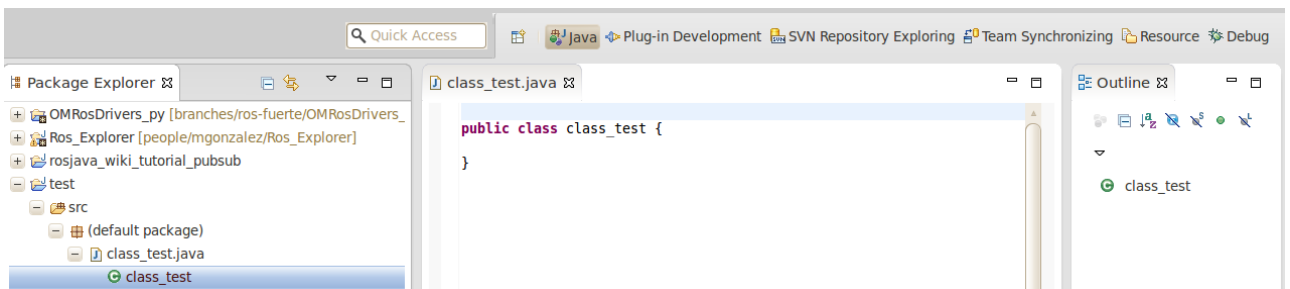 Quick Access
Java Plug-in Development SVN Repository Exploring Team Synchronizing Resource Debug
Package Explorer
OMRosDrivers_py [branches/ros-fuerte/OMRosDrivers_
Ros_Explorer [people/mgonzalez/Ros_Explorer]
rosjava_wiki_tutorial_pubsub
test
src
(default package)
class_test.java
class_test
class_test.java
public class class_test {
}
Outline
class_test